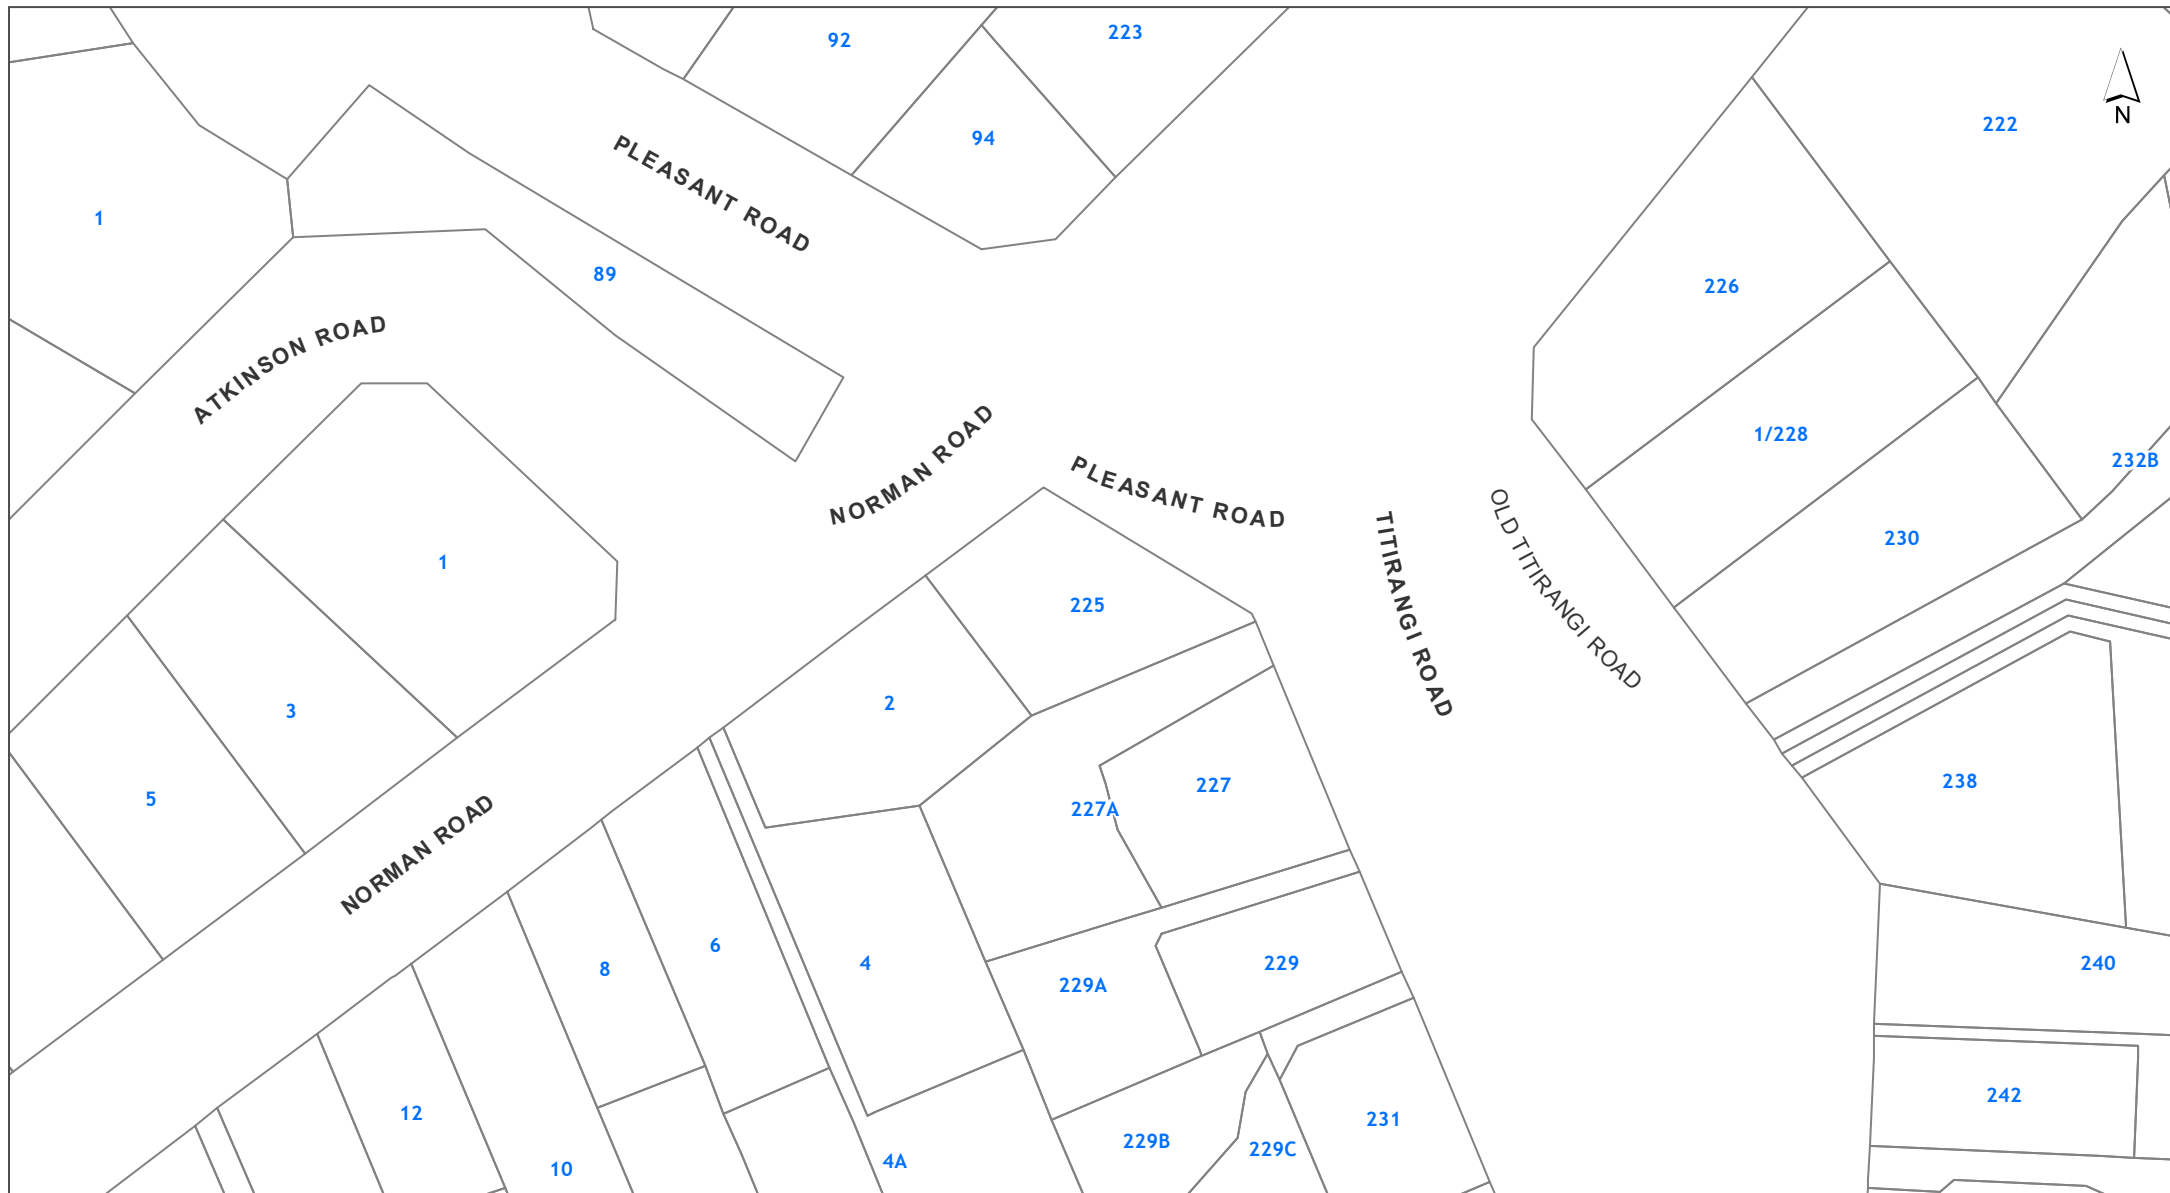 92
223
94
222
N
PLEASANT ROAD
1
89
226
ATKINSON ROAD
1/228
232B
NORMAN ROAD
PLEASANT ROAD
TITIRANGI ROAD
OLD TITIRANGI ROAD
230
1
225
2
3
227
238
5
227A
NORMAN ROAD
6
4
8
229
240
229A
242
12
231
229B
229C
4A
10